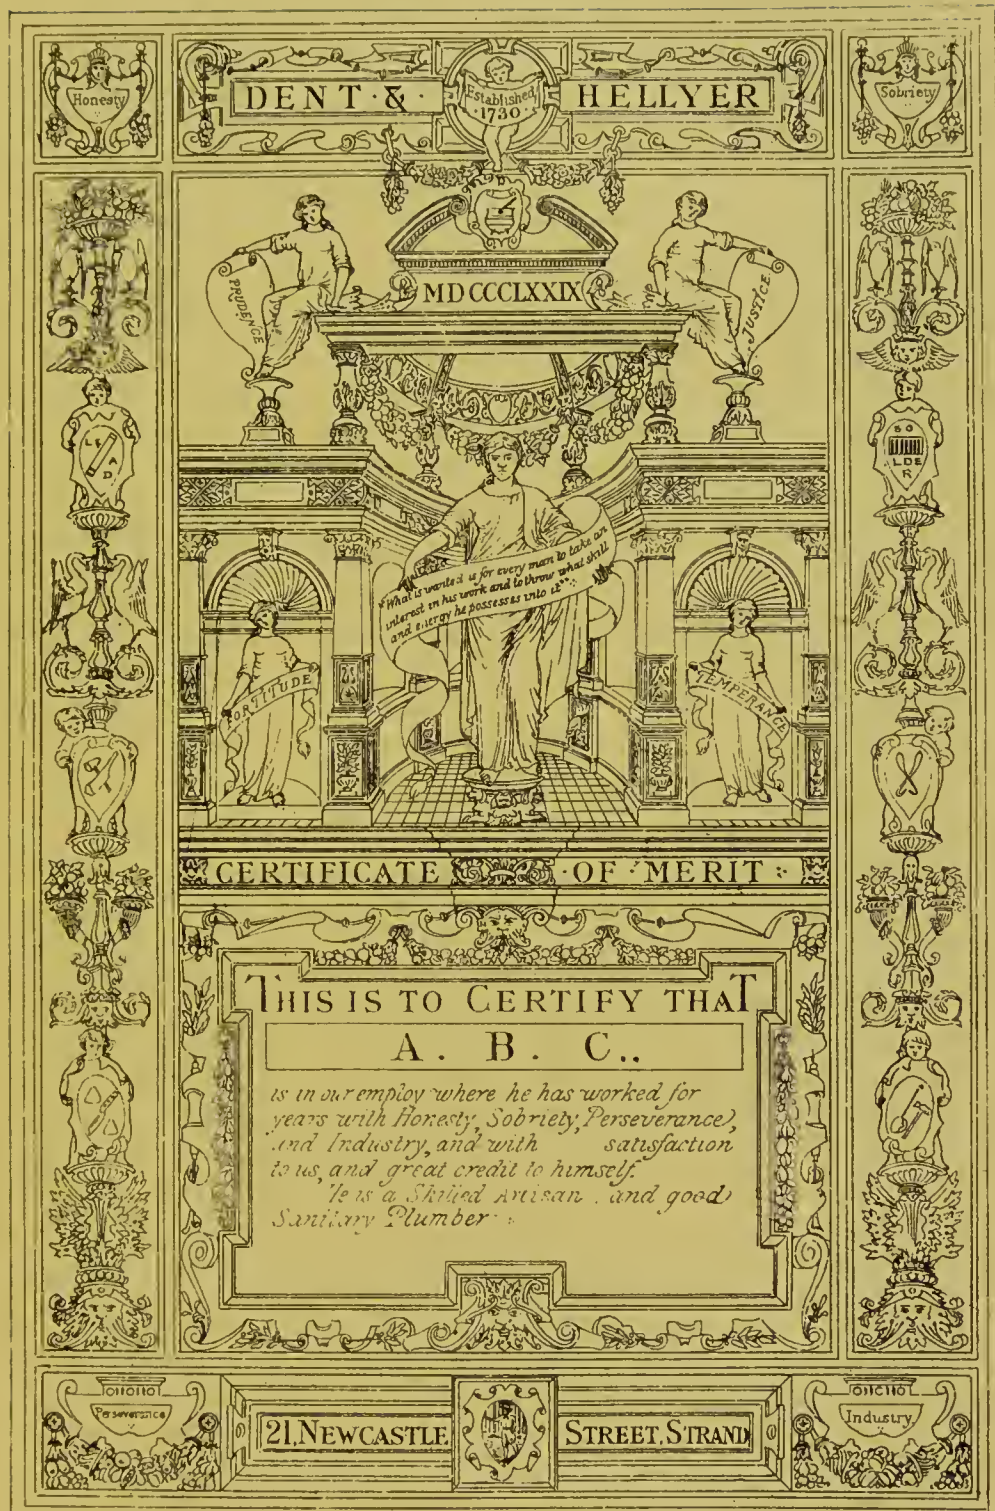 Honesty
DENT · & · HELLYER
Established
· 1730 ·
Sobriety
MDCCCLXXIX
PRUDENCE
JUSTICE
LEAD
SO
LDE
R
"What is wanted is for every man to take an
interest in his work and to throw what skill
and energy he possesses into it"
FORTITUDE
TEMPERANCE
CERTIFICATE · OF · MERIT
THIS IS TO CERTIFY THAT
A. B. C..
is in our employ where he has worked for
years with Honesty, Sobriety, Perseverance,
and Industry, and with satisfaction
to us, and great credit to himself.
He is a Skilled Artisan, and good
Sanitary Plumber
Perseverance
21, NEWCASTLE STREET, STRAND
Industry